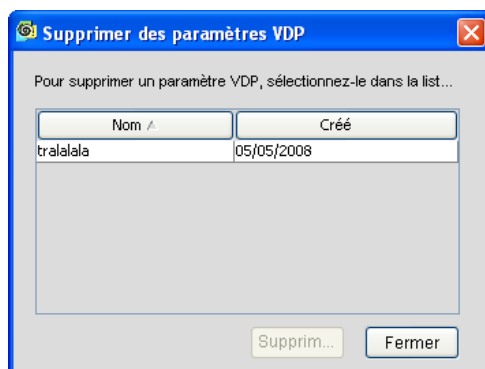 Supprimer des paramètres VDP
Pour supprimer un paramètre VDP, sélectionnez-le dans la list...
Nom Créé
tralalala 05/05/2008
Supprim... Fermer